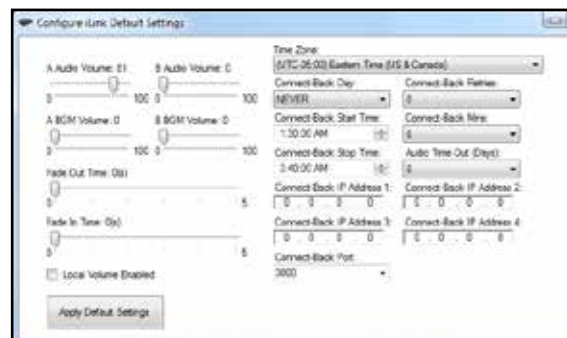 Configure iLink Default Settings
A Audio Volume: 81
B Audio Volume: 0
0 100
0 100
A BGM Volume: 0
B BGM Volume: 0
0 100
0 100
Fade Out Time: 0(s)
0 5
Fade In Time: 0(s)
0 5
Local Volume Enabled
Apply Default Settings
Time Zone:
(UTC-05:00) Eastern Time (US & Canada)
Connect-Back Day:
NEVER
Connect-Back Retries:
0
Connect-Back Start Time:
1:30:00 AM
Connect-Back Mins:
0
Connect-Back Stop Time:
:40:00 AM
Audio Time Out (Days):
0
Connect-Back IP Address 1:
0 . 0 . 0 . 0
Connect-Back IP Address 2:
0 . 0 . 0 . 0
Connect-Back IP Address 3:
0 . 0 . 0 . 0
Connect-Back IP Address 4:
0 . 0 . 0 . 0
Connect-Back Port:
3800